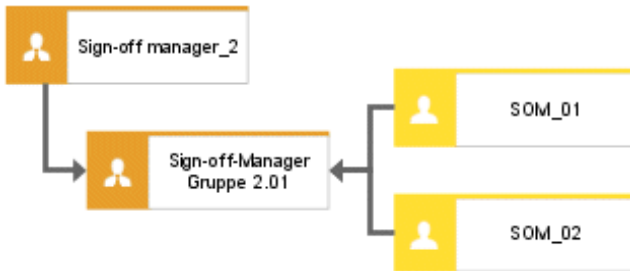 Sign-off manager_2
SOM_01
Sign-off-Manager
Gruppe 2.01
SOM_02